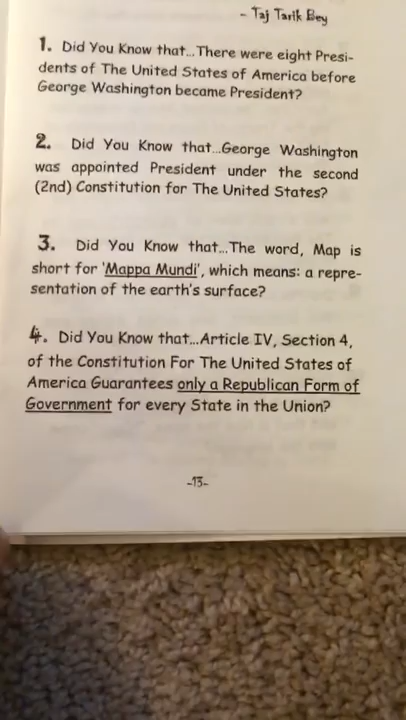 - Taj Tarik Bey
1. Did You Know that...There were eight Presi-
dents of The United States of America before
George Washington became President?
2. Did You Know that...George Washington
was appointed President under the second
(2nd) Constitution for The United States?
3. Did You Know that...The word, Map is
short for 'Mappa Mundi', which means: a repre-
sentation of the earth's surface?
4. Did You Know that...Article IV, Section 4,
of the Constitution For The United States of
America Guarantees only a Republican Form of
Government for every State in the Union?
-13-